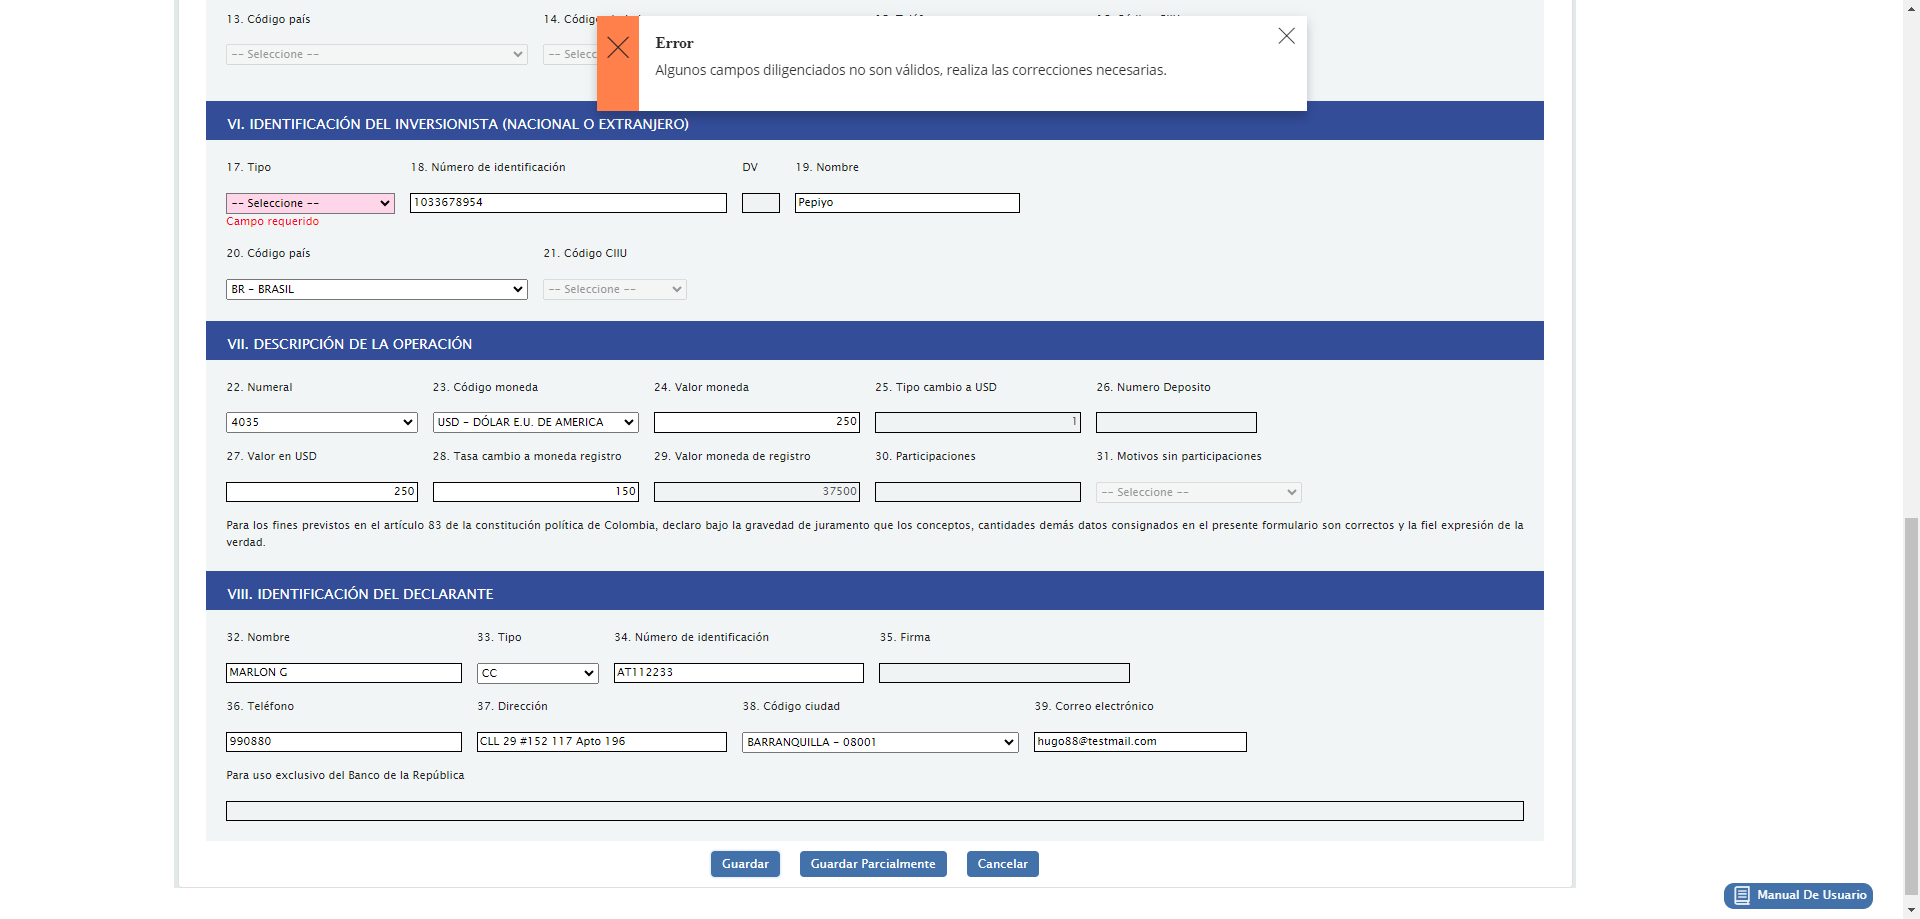 13. Código país
-- Seleccione --
Error
Algunos campos diligenciados no son válidos, realiza las correcciones necesarias.
VI. IDENTIFICACIÓN DEL INVERSIONISTA (NACIONAL O EXTRANJERO)
17. Tipo 18. Número de identificación DV 19. Nombre
-- Seleccione -- 1033678954 Pepiyo
Campo requerido
20. Código país 21. Código CIIU
BR - BRASIL -- Seleccione --
VII. DESCRIPCIÓN DE LA OPERACIÓN
22. Numeral 23. Código moneda 24. Valor moneda 25. Tipo cambio a USD 26. Numero Deposito
4035 USD - DÓLAR E.U. DE AMERICA 250 1
27. Valor en USD 28. Tasa cambio a moneda registro 29. Valor moneda de registro 30. Participaciones 31. Motivos sin participaciones
250 150 37500 -- Seleccione --
Para los fines previstos en el artículo 83 de la constitución política de Colombia, declaro bajo la gravedad de juramento que los conceptos, cantidades demás datos consignados en el presente formulario son correctos y la fiel expresión de la
verdad.
VIII. IDENTIFICACIÓN DEL DECLARANTE
32. Nombre 33. Tipo 34. Número de identificación 35. Firma
MARLON G CC AT112233
36. Teléfono 37. Dirección 38. Código ciudad 39. Correo electrónico
990880 CLL 29 #152 117 Apto 196 BARRANQUILLA - 08001 hugo88@testmail.com
Para uso exclusivo del Banco de la República
Guardar Guardar Parcialmente Cancelar
Manual De Usuario